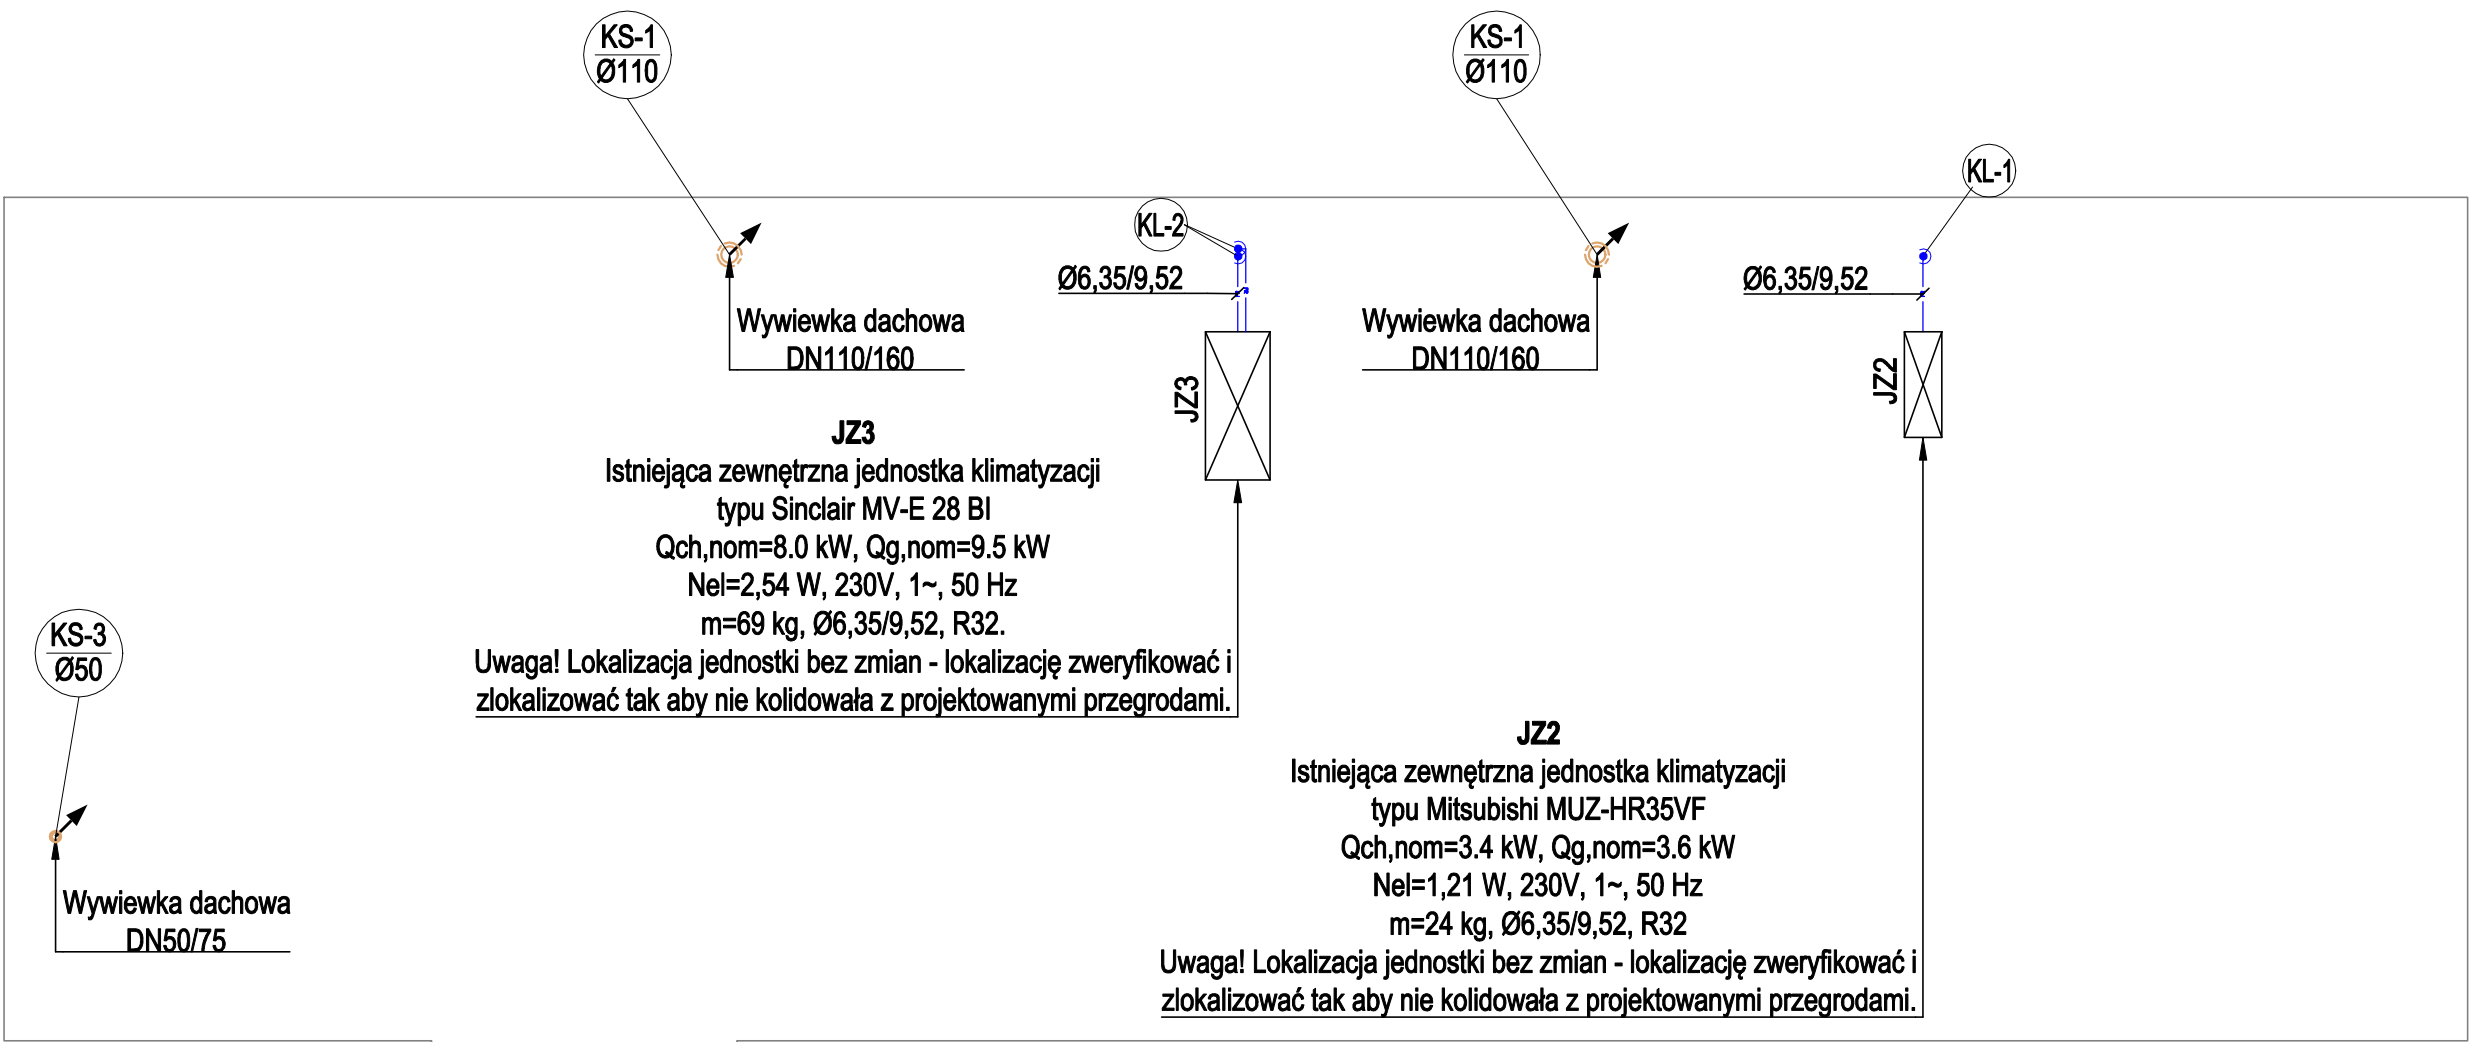 KS-1
Ø110
KS-1
Ø110
KL-1
KL-2
Ø6,35/9,52
Ø6,35/9,52
Wywiewka dachowa
DN110/160
Wywiewka dachowa
DN110/160
JZ3
JZ2
JZ3
Istniejąca zewnętrzna jednostka klimatyzacji
typu Sinclair MV-E 28 BI
Qch,nom=8.0 kW, Qg,nom=9.5 kW
Nel=2,54 W, 230V, 1~, 50 Hz
m=69 kg, Ø6,35/9,52, R32.
Uwaga! Lokalizacja jednostki bez zmian - lokalizację zweryfikować i
zlokalizować tak aby nie kolidowała z projektowanymi przegrodami.
KS-3
Ø50
Wywiewka dachowa
DN50/75
JZ2
Istniejąca zewnętrzna jednostka klimatyzacji
typu Mitsubishi MUZ-HR35VF
Qch,nom=3.4 kW, Qg,nom=3.6 kW
Nel=1,21 W, 230V, 1~, 50 Hz
m=24 kg, Ø6,35/9,52, R32
Uwaga! Lokalizacja jednostki bez zmian - lokalizację zweryfikować i
zlokalizować tak aby nie kolidowała z projektowanymi przegrodami.